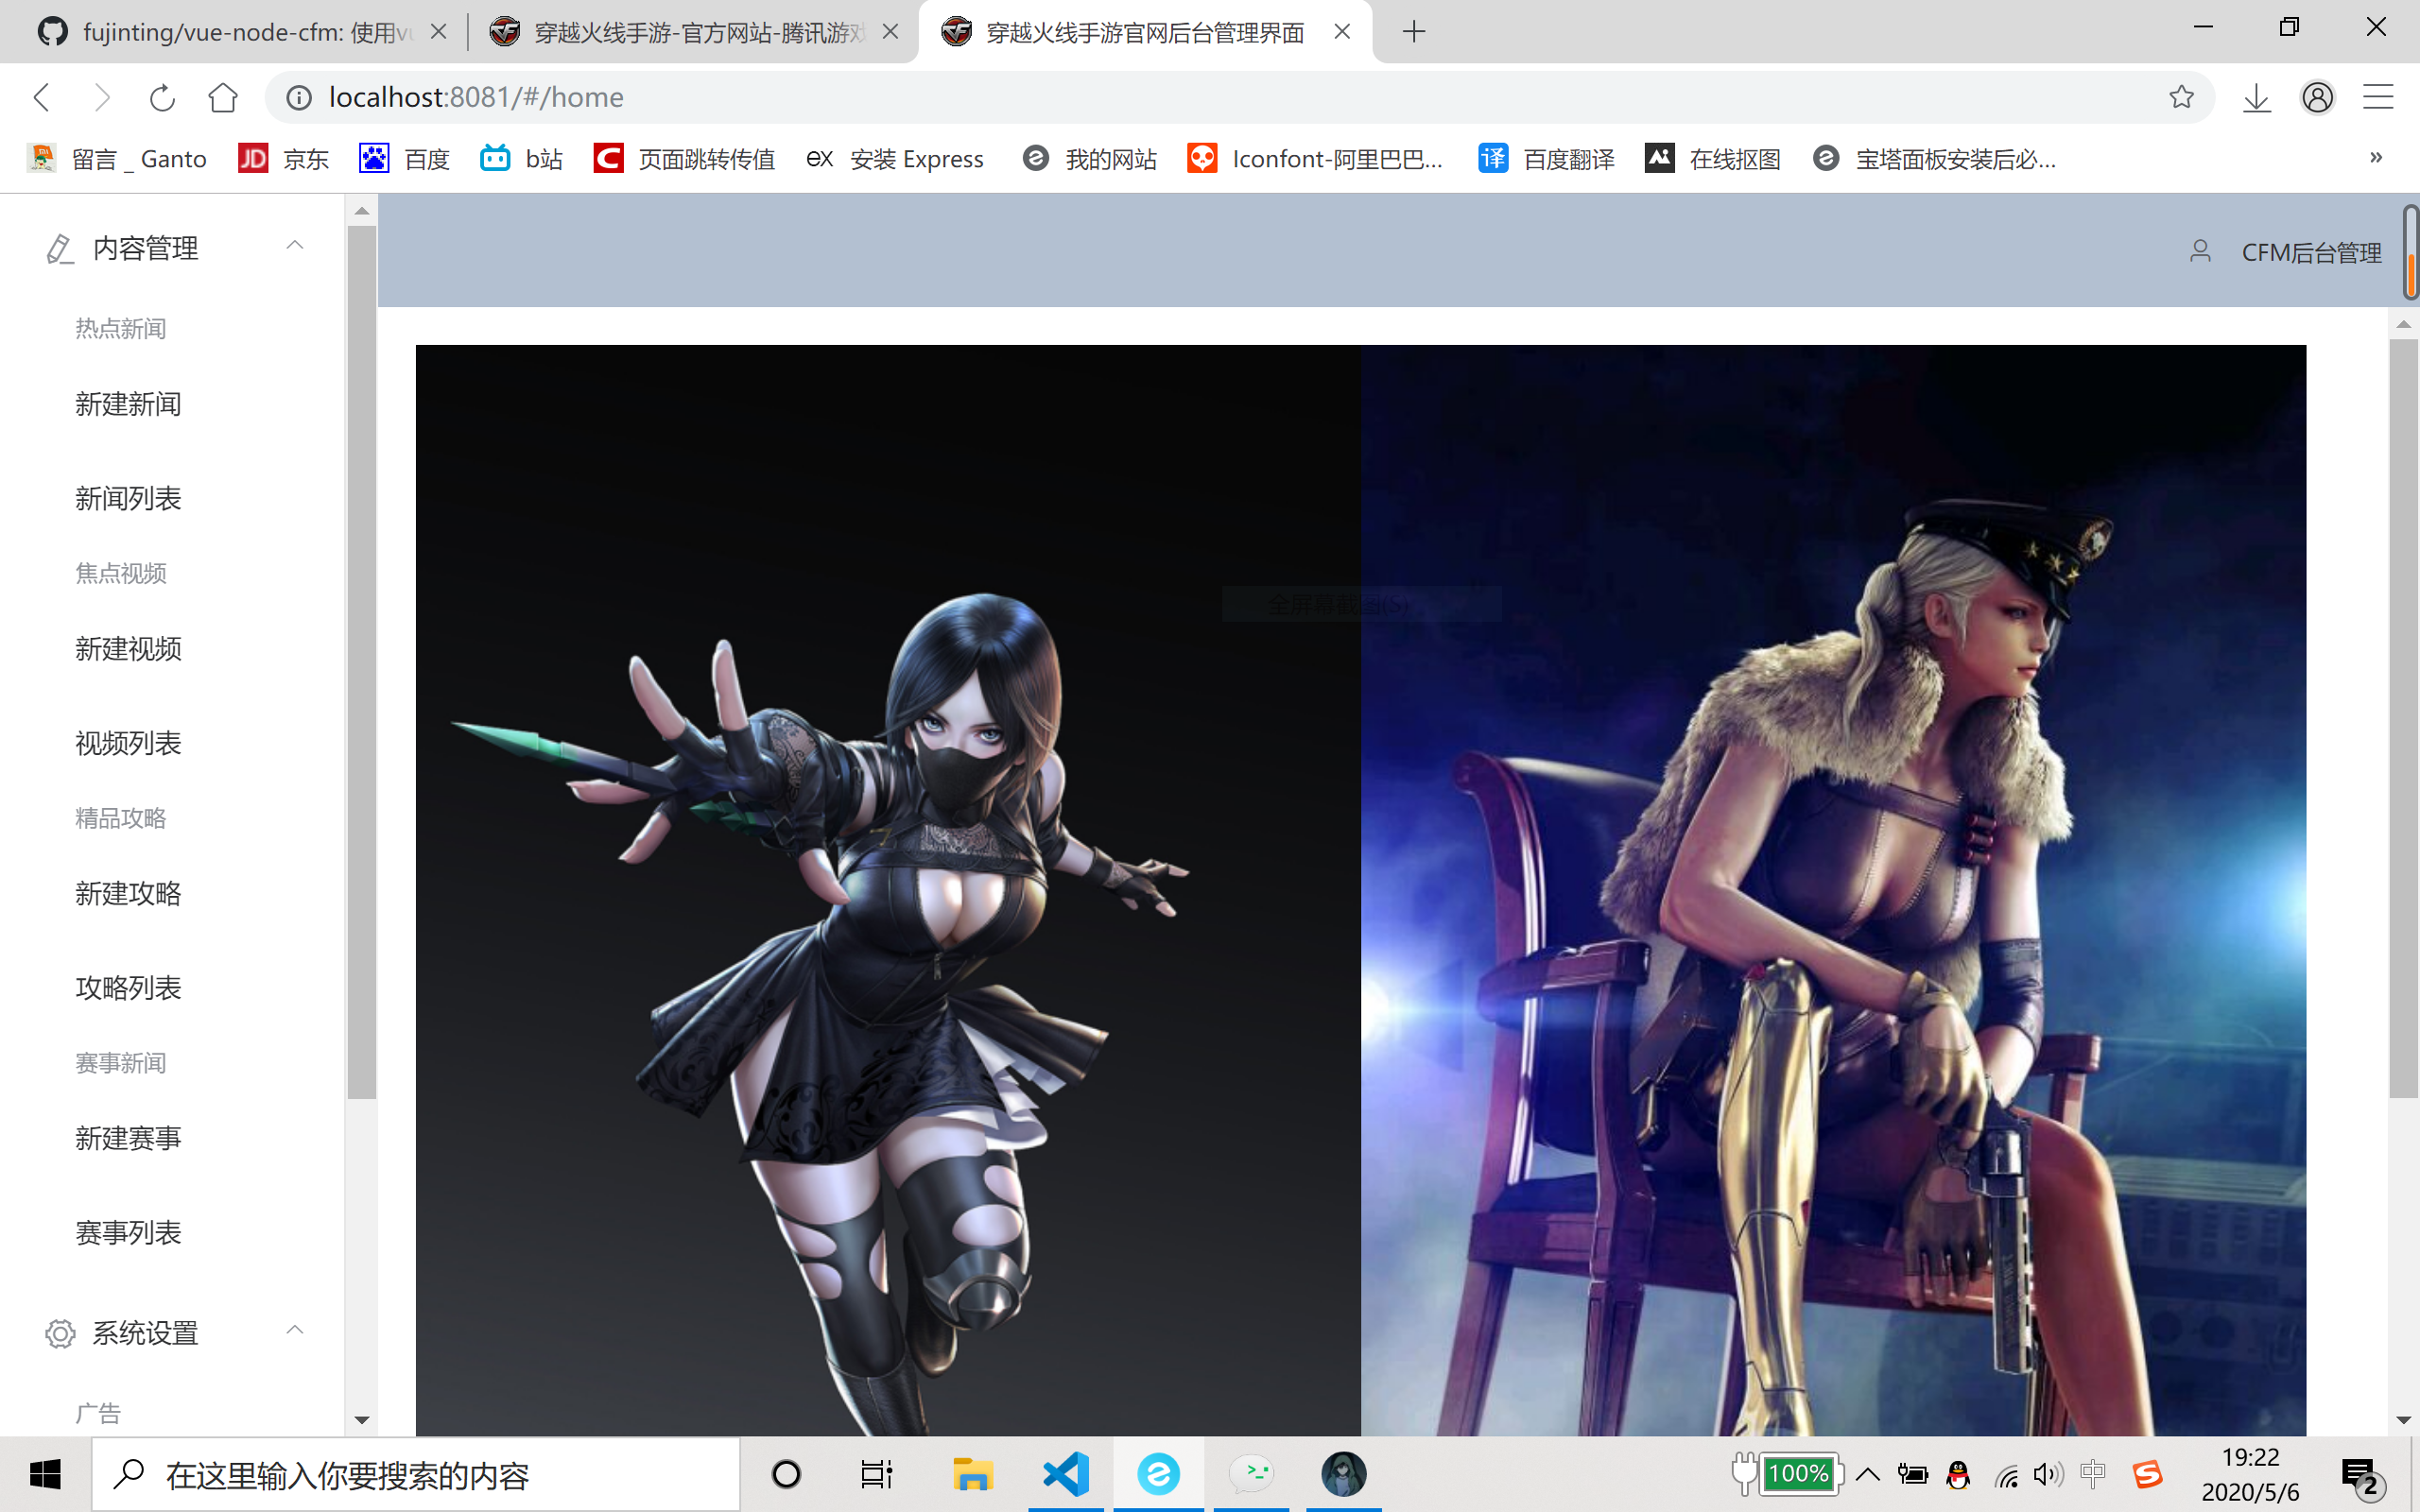 fujinting/vue-node-cfm: 使用vu
穿越火线手游-官方网站-腾讯游戏
穿越火线手游官网后台管理界面
localhost:8081/#/home
留言 _ Ganto
京东
百度
b站
页面跳转传值
安装 Express
我的网站
Iconfont-阿里巴巴...
百度翻译
在线抠图
宝塔面板安装后必...
»
内容管理
CFM后台管理
热点新闻
新建新闻
新闻列表
焦点视频
全屏幕截图(S)
新建视频
视频列表
精品攻略
新建攻略
攻略列表
赛事新闻
新建赛事
赛事列表
系统设置
广告
在这里输入你要搜索的内容
100%
中
19:22
2020/5/6
2